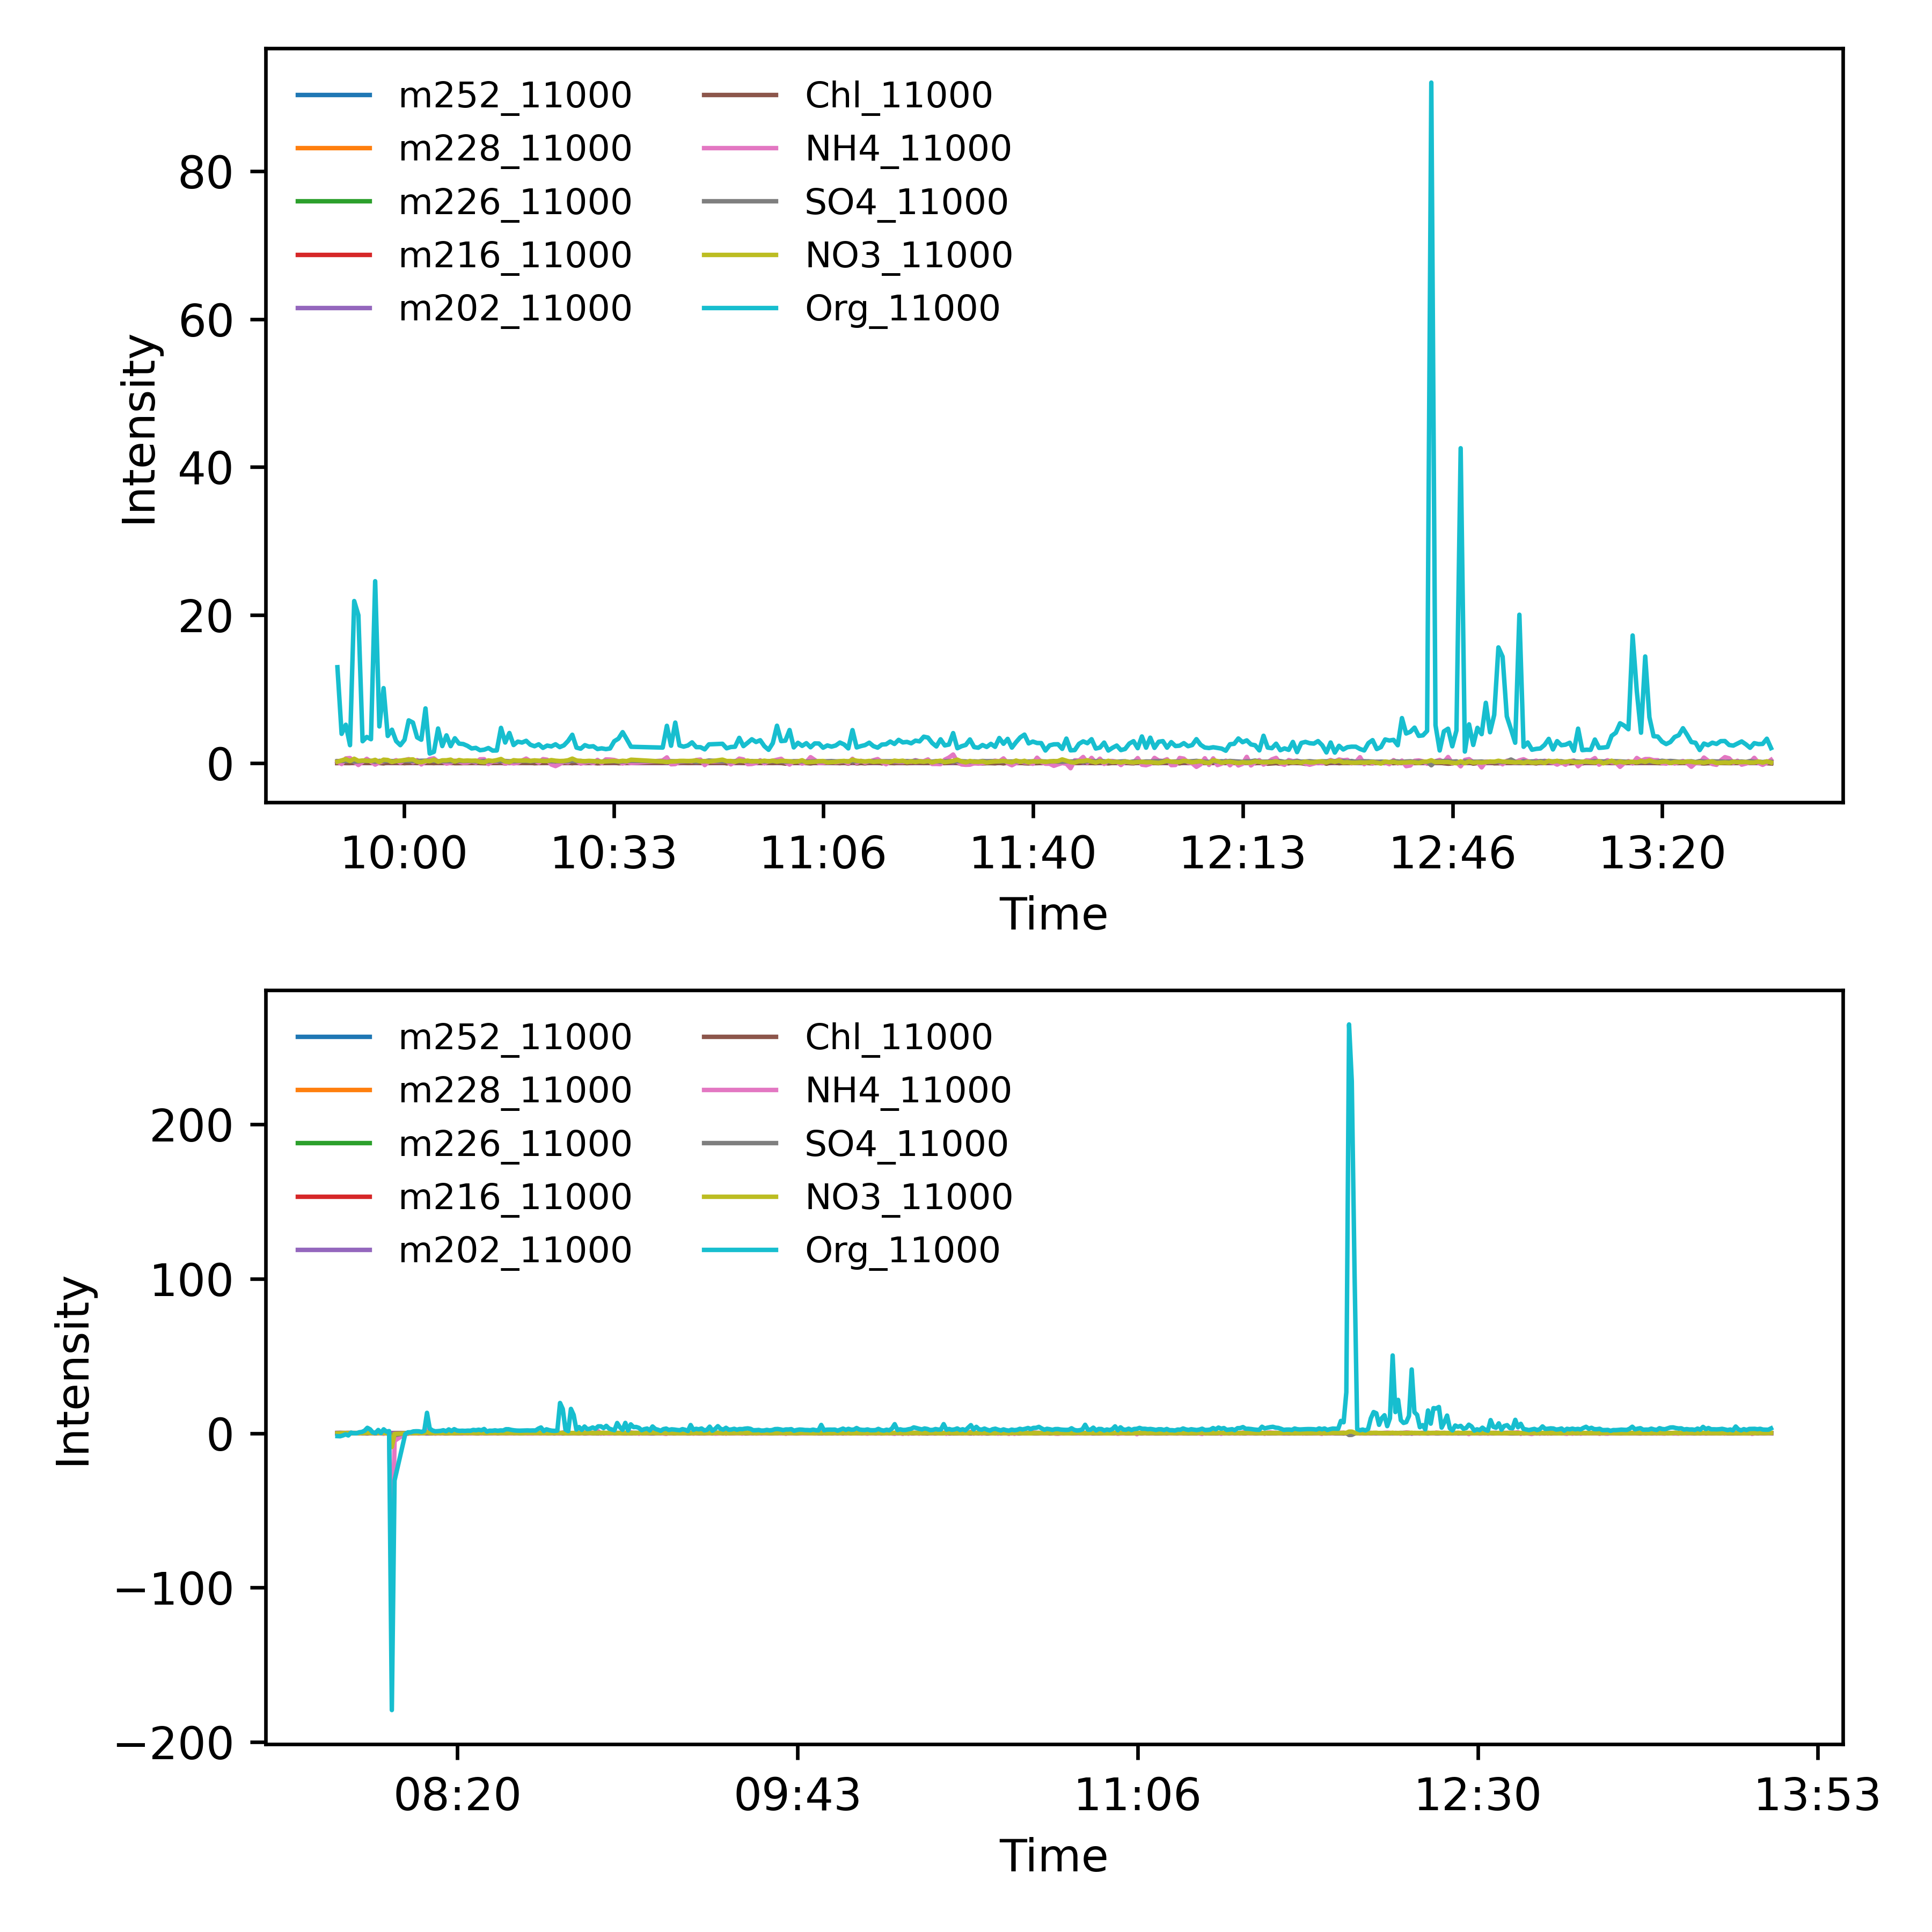 m252_11000 Chl_11000
m228_11000 NH4_11000
m226_11000 SO4_11000
m216_11000 NO3_11000
m202_11000 Org_11000
80
60
40
20
0
Intensity
10:00 10:33 11:06 11:40 12:13 12:46 13:20
Time
m252_11000 Chl_11000
m228_11000 NH4_11000
m226_11000 SO4_11000
m216_11000 NO3_11000
m202_11000 Org_11000
200
100
0
−100
−200
Intensity
08:20 09:43 11:06 12:30 13:53
Time